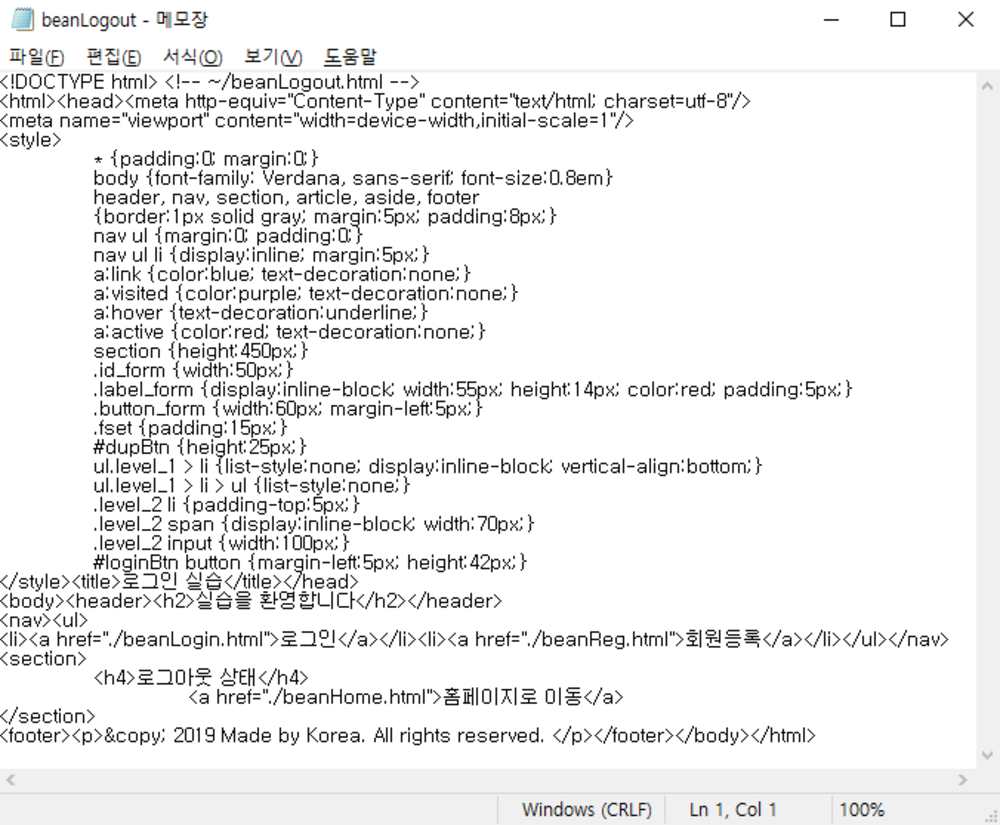 beanLogout - 메모장
파일(F) 편집(E) 서식(O) 보기(V) 도움말
<!DOCTYPE html> <!-- ~/beanLogout.html -->
<html><head><meta http-equiv="Content-Type" content="text/html; charset=utf-8"/>
<meta name="viewport" content="width=device-width,initial-scale=1"/>
<style>
* {padding:0; margin:0;}
body {font-family: Verdana, sans-serif; font-size:0.8em}
header, nav, section, article, aside, footer
{border:1px solid gray; margin:5px; padding:8px;}
nav ul {margin:0; padding:0;}
nav ul li {display:inline; margin:5px;}
a:link {color:blue; text-decoration:none;}
a:visited {color:purple; text-decoration:none;}
a:hover {text-decoration:underline;}
a:active {color:red; text-decoration:none;}
section {height:450px;}
.id_form {width:50px;}
.label_form {display:inline-block; width:55px; height:14px; color:red; padding:5px;}
.button_form {width:60px; margin-left:5px;}
.fset {padding:15px;}
#dupBtn {height:25px;}
ul.level_1 > li {list-style:none; display:inline-block; vertical-align:bottom;}
ul.level_1 > li > ul {list-style:none;}
.level_2 li {padding-top:5px;}
.level_2 span {display:inline-block; width:70px;}
.level_2 input {width:100px;}
#loginBtn button {margin-left:5px; height:42px;}
</style><title>로그인 실습</title></head>
<body><header><h2>실습을 환영합니다</h2></header>
<nav><ul>
<li><a href="./beanLogin.html">로그인</a></li><li><a href="./beanReg.html">회원등록</a></li></ul></nav>
<section>
<h4>로그아웃 상태</h4>
<a href="./beanHome.html">홈페이지로 이동</a>
</section>
<footer><p>&copy; 2019 Made by Korea. All rights reserved. </p></footer></body></html>
Windows (CRLF) Ln 1, Col 1 100%